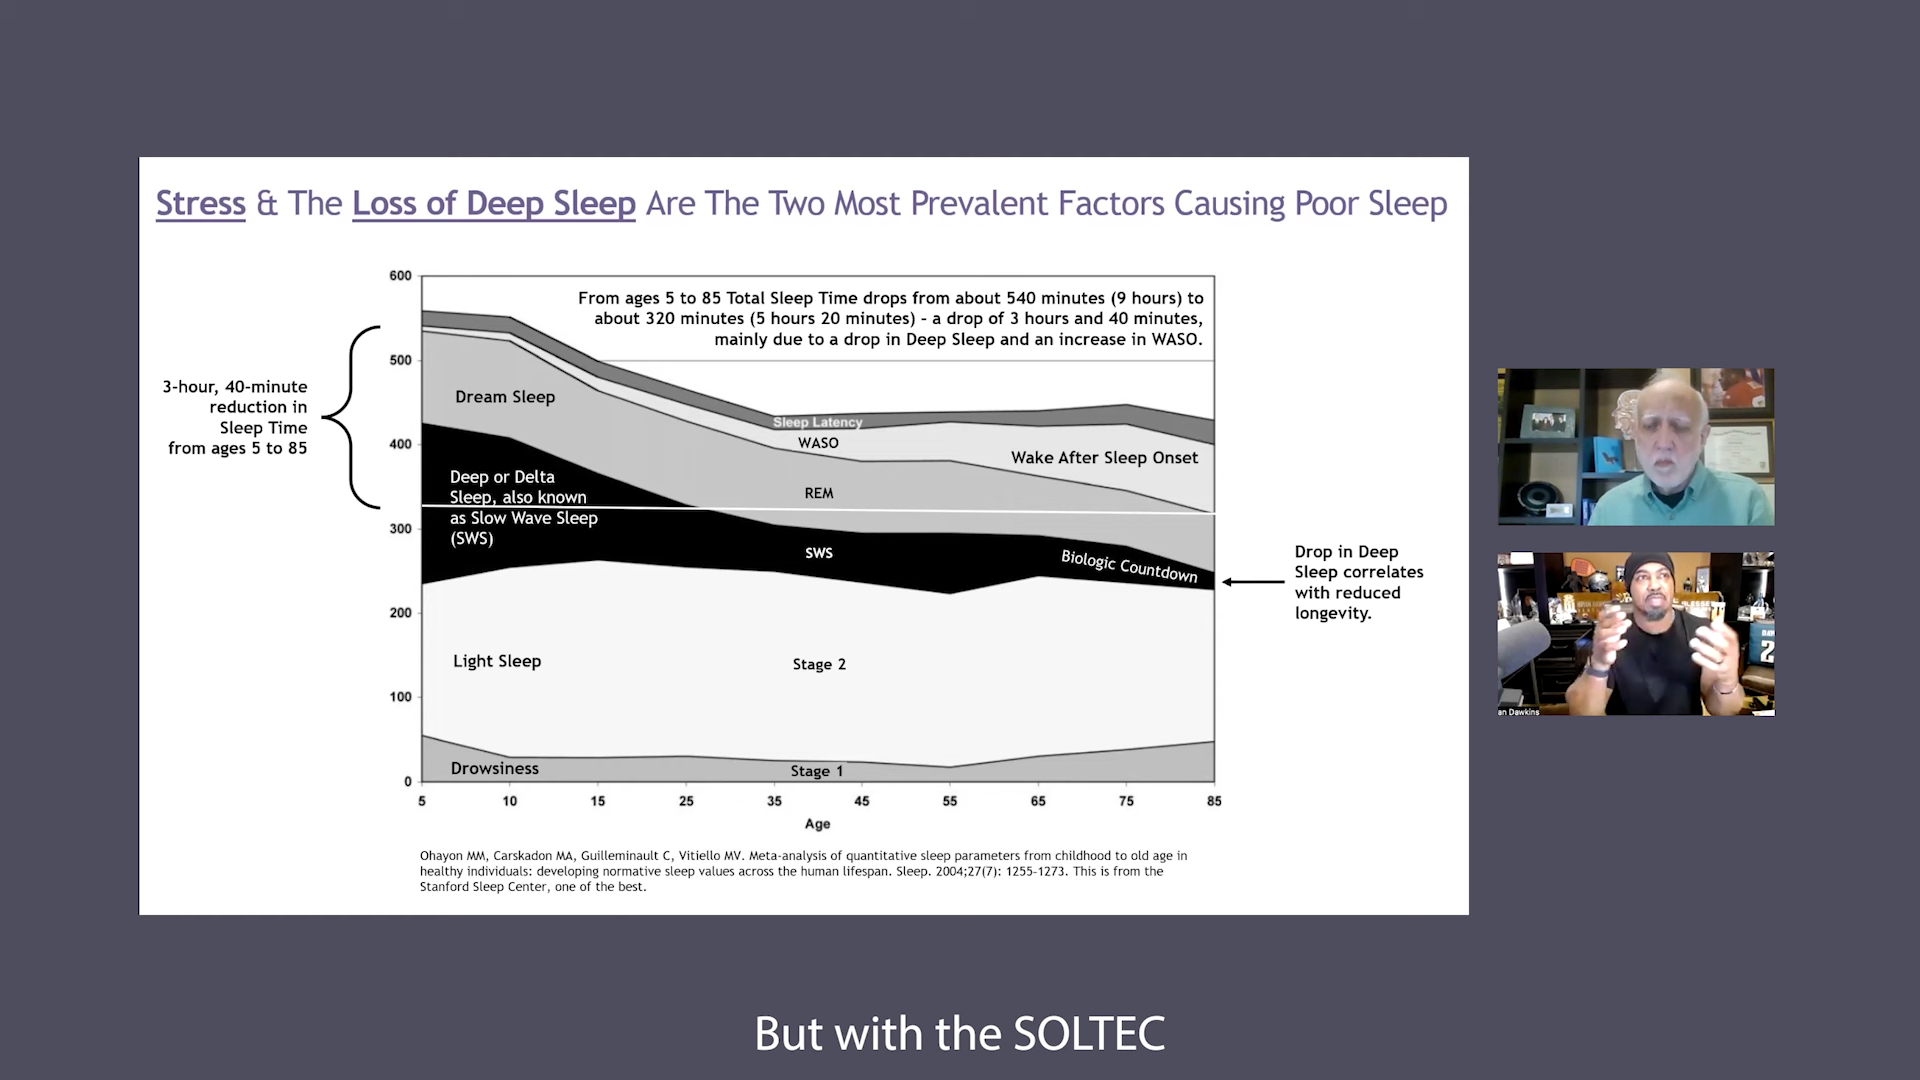 Stress & The Loss of Deep Sleep Are The Two Most Prevalent Factors Causing Poor Sleep
600
500
400
300
200
100
0
From ages 5 to 85 Total Sleep Time drops from about 540 minutes (9 hours) to
about 320 minutes (5 hours 20 minutes) - a drop of 3 hours and 40 minutes,
mainly due to a drop in Deep Sleep and an increase in WASO.
3-hour, 40-minute
reduction in
Sleep Time
from ages 5 to 85
Dream Sleep
Sleep Latency
WASO
Wake After Sleep Onset
REM
Deep or Delta
Sleep, also known
as Slow Wave Sleep
(SWS)
SWS
Biologic Countdown
Drop in Deep
Sleep correlates
with reduced
longevity.
Light Sleep
Stage 2
Drowsiness
Stage 1
5 10 15 25 35 45 55 65 75 85
Age
Ohayon MM, Carskadon MA, Guilleminault C, Vitiello MV. Meta-analysis of quantitative sleep parameters from childhood to old age in
healthy individuals: developing normative sleep values across the human lifespan. Sleep. 2004;27(7): 1255-1273. This is from the
Stanford Sleep Center, one of the best.
an Dawkins
But with the SOLTEC